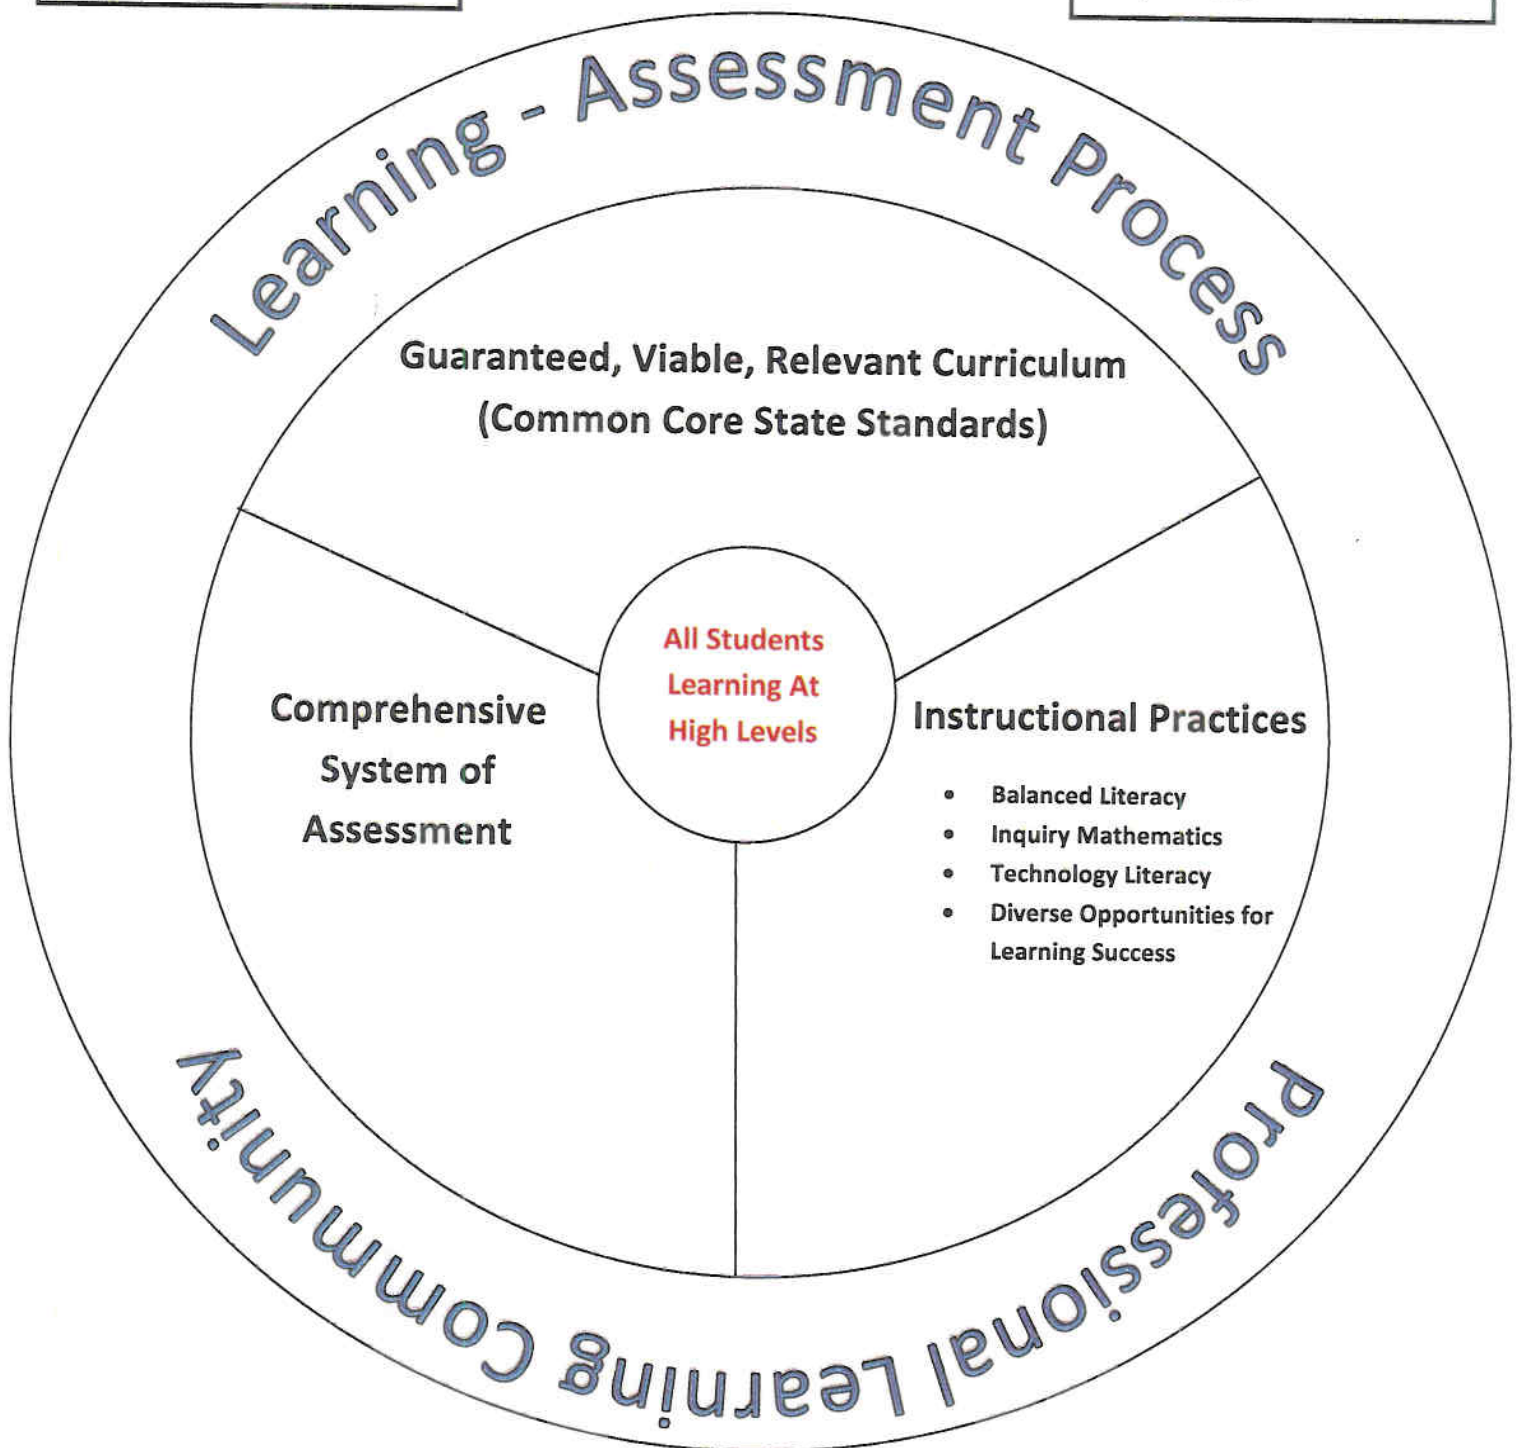 Learning - Assessment Process
Guaranteed, Viable, Relevant Curriculum
(Common Core State Standards)
All Students
Learning At
High Levels
Comprehensive
System of
Assessment
Instructional Practices
• Balanced Literacy
• Inquiry Mathematics
• Technology Literacy
• Diverse Opportunities for
Learning Success
Professional Learning Community